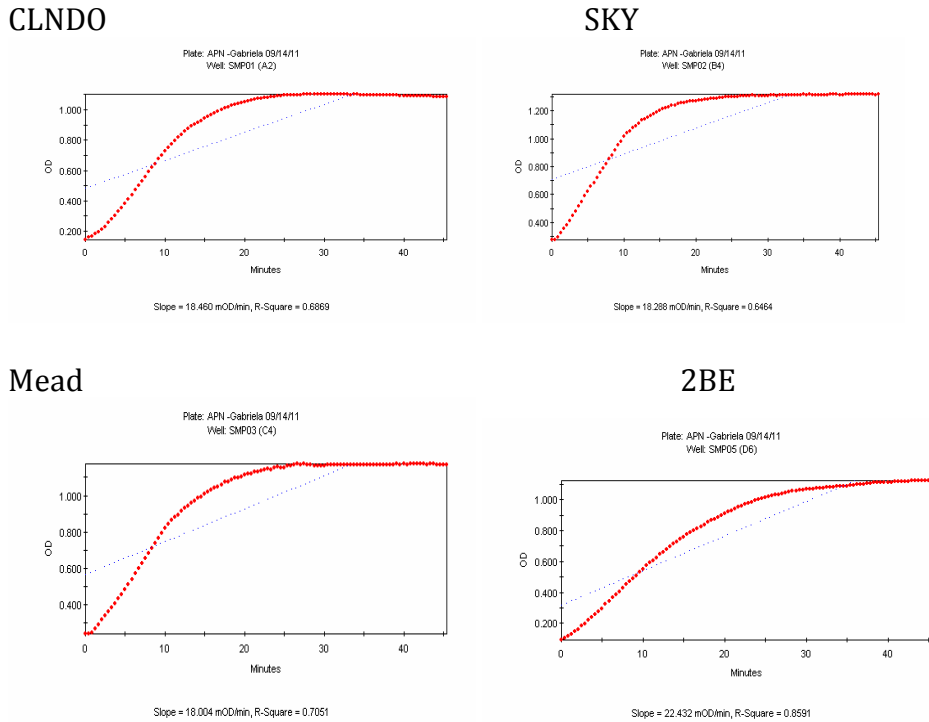 CLNDO
SKY
Plate: APN -Gabriela 09/14/11
Well: SMP01 (A2)
1.000
0.800
0.600
0.400
0.200
OD
0 10 20 30 40
Minutes
Slope = 18.460 mOD/min, R-Square = 0.6869
Plate: APN -Gabriela 09/14/11
Well: SMP02 (B4)
1.200
1.000
0.800
0.600
0.400
OD
0 10 20 30 40
Minutes
Slope = 18.288 mOD/min, R-Square = 0.6464
Mead
2BE
Plate: APN -Gabriela 09/14/11
Well: SMP03 (C4)
1.000
0.800
0.600
0.400
OD
0 10 20 30 40
Minutes
Slope = 18.004 mOD/min, R-Square = 0.7051
Plate: APN -Gabriela 09/14/11
Well: SMP05 (D6)
1.000
0.800
0.600
0.400
0.200
OD
0 10 20 30 40
Minutes
Slope = 22.432 mOD/min, R-Square = 0.8591